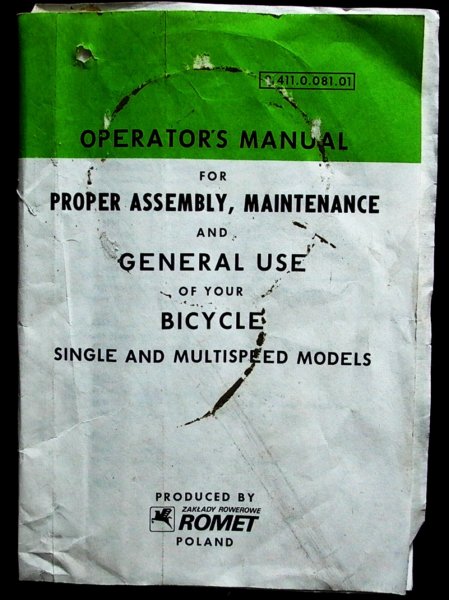 411.0.081.01
OPERATOR'S MANUAL
FOR
PROPER ASSEMBLY, MAINTENANCE
AND
GENERAL USE
OF YOUR
BICYCLE
SINGLE AND MULTISPEED MODELS
PRODUCED BY
ZAKŁADY ROWEROWE
ROMET
POLAND